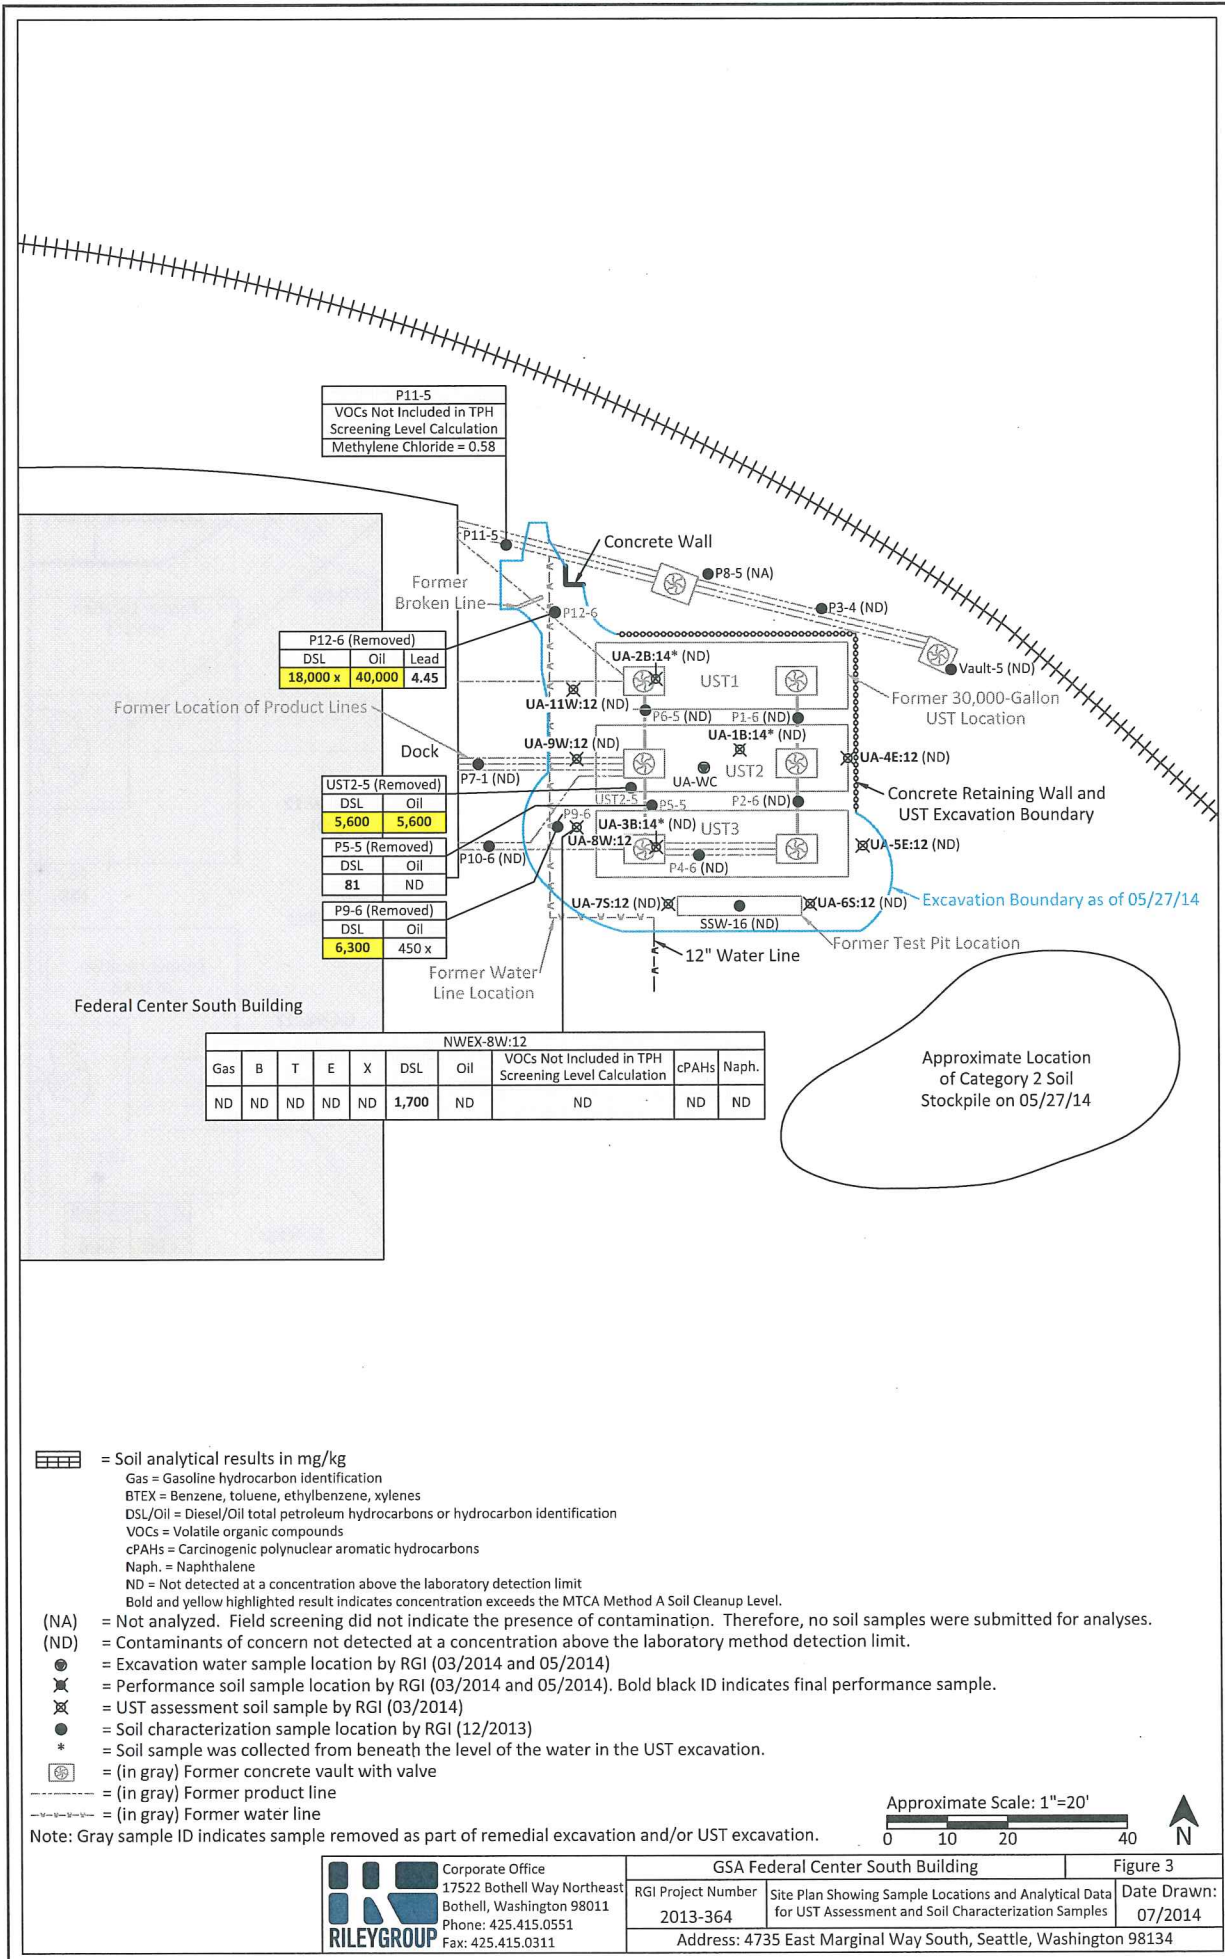 P11-5
VOCs Not Included in TPH
Screening Level Calculation
Methylene Chloride = 0.58
P11-5
Concrete Wall
P8-5 (NA)
Former
Broken Line
P12-6
P3-4 (ND)
P12-6 (Removed)
DSL Oil Lead
18,000 x 40,000 4.45
UA-2B:14* (ND)
UST1
Vault-5 (ND)
Former 30,000-Gallon
UST Location
Former Location of Product Lines
UA-11W:12 (ND)
P6-5 (ND)
P1-6 (ND)
UA-1B:14* (ND)
Dock
UA-9W:12 (ND)
UA-4E:12 (ND)
P7-1 (ND)
UA-WC
UST2
UST2-5 (Removed)
DSL Oil
5,600 5,600
UST2-5
P5-5
P2-6 (ND)
Concrete Retaining Wall and
UST Excavation Boundary
P9-6
UA-3B:14* (ND)
UST3
UA-8W:12
UA-5E:12 (ND)
P5-5 (Removed)
DSL Oil
81 ND
P10-6 (ND)
P4-6 (ND)
P9-6 (Removed)
DSL Oil
6,300 450 x
UA-7S:12 (ND)
UA-6S:12 (ND)
Excavation Boundary as of 05/27/14
SSW-16 (ND)
Former Test Pit Location
12" Water Line
Former Water
Line Location
Federal Center South Building
NWEX-8W:12
Gas B T E X DSL Oil VOCs Not Included in TPH Screening Level Calculation cPAHs Naph.
ND ND ND ND ND 1,700 ND ND ND ND
Approximate Location
of Category 2 Soil
Stockpile on 05/27/14
= Soil analytical results in mg/kg
Gas = Gasoline hydrocarbon identification
BTEX = Benzene, toluene, ethylbenzene, xylenes
DSL/Oil = Diesel/Oil total petroleum hydrocarbons or hydrocarbon identification
VOCs = Volatile organic compounds
cPAHs = Carcinogenic polynuclear aromatic hydrocarbons
Naph. = Naphthalene
ND = Not detected at a concentration above the laboratory detection limit
Bold and yellow highlighted result indicates concentration exceeds the MTCA Method A Soil Cleanup Level.
(NA) = Not analyzed. Field screening did not indicate the presence of contamination. Therefore, no soil samples were submitted for analyses.
(ND) = Contaminants of concern not detected at a concentration above the laboratory method detection limit.
= Excavation water sample location by RGI (03/2014 and 05/2014)
= Performance soil sample location by RGI (03/2014 and 05/2014). Bold black ID indicates final performance sample.
= UST assessment soil sample by RGI (03/2014)
= Soil characterization sample location by RGI (12/2013)
* = Soil sample was collected from beneath the level of the water in the UST excavation.
= (in gray) Former concrete vault with valve
= (in gray) Former product line
= (in gray) Former water line
Note: Gray sample ID indicates sample removed as part of remedial excavation and/or UST excavation.
Approximate Scale: 1"=20'
0 10 20 40
N
RILEYGROUP
Corporate Office
17522 Bothell Way Northeast
Bothell, Washington 98011
Phone: 425.415.0551
Fax: 425.415.0311
GSA Federal Center South Building
Figure 3
RGI Project Number
2013-364
Site Plan Showing Sample Locations and Analytical Data
for UST Assessment and Soil Characterization Samples
Date Drawn:
07/2014
Address: 4735 East Marginal Way South, Seattle, Washington 98134